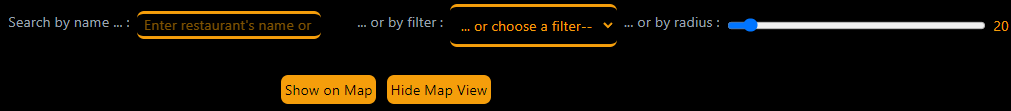 Search by name ... : Enter restaurant's name or ... or by filter : ... or choose a filter-- ... or by radius : 20
Show on Map Hide Map View